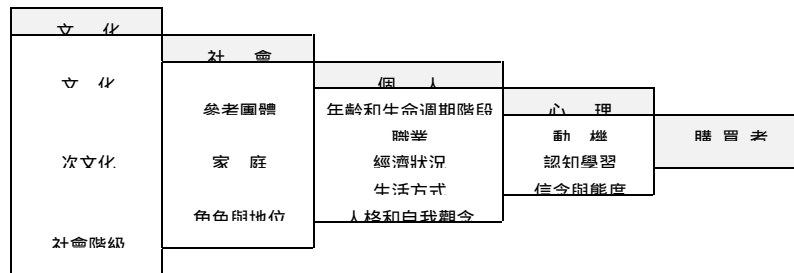 文 化
文 化
次文化
社會階級
社 會
參考團體
家 庭
角色與地位
個 人
年齡和生命週期階段
職業
經濟狀況
生活方式
人格和自我觀念
心 理
動 機
認知學習
信念與態度
購 買 者